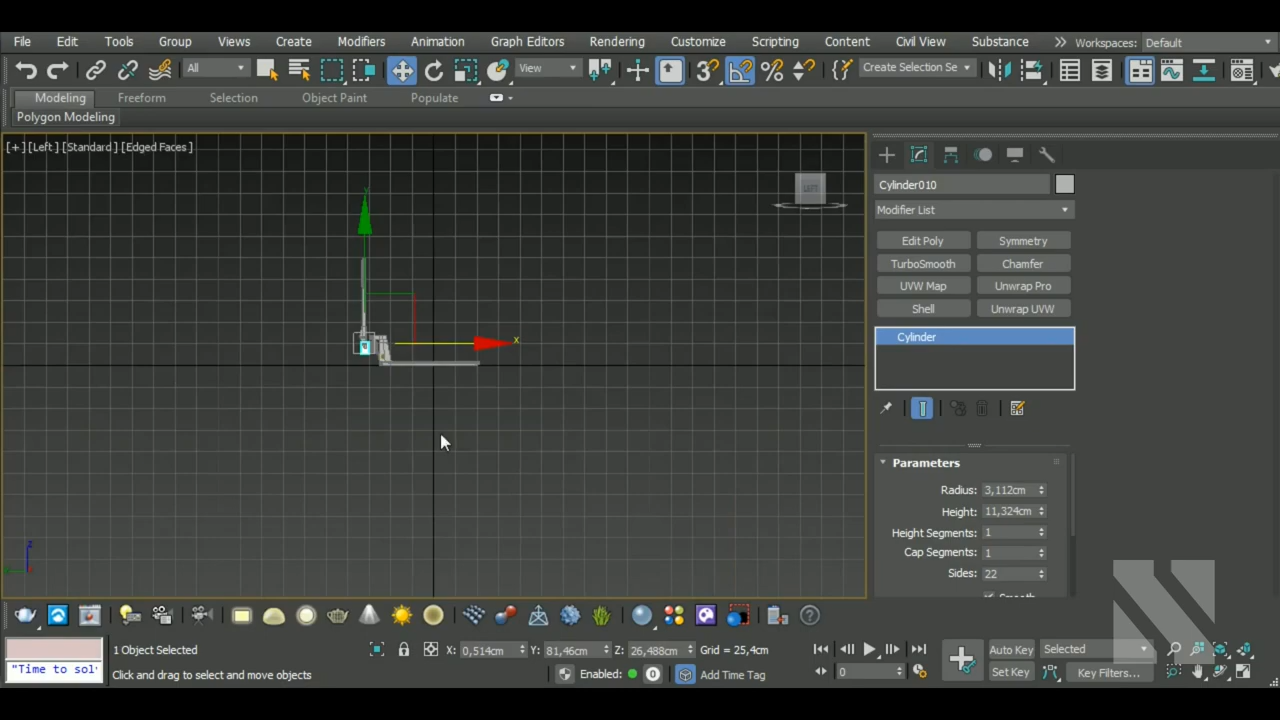 File Edit Tools Group Views Create Modifiers Animation Graph Editors Rendering Customize Scripting Content Civil View Substance Workspaces: Default
All View 3 Create Selection Se
Modeling Freeform Selection Object Paint Populate
Polygon Modeling
[+] [Left] [Standard] [Edged Faces]
LEFT
y
x
z
Cylinder010
Modifier List
Edit Poly Symmetry
TurboSmooth Chamfer
UVW Map Unwrap Pro
Shell Unwrap UVW
Cylinder
Parameters
Radius: 3,112cm
Height: 11,324cm
Height Segments: 1
Cap Segments: 1
Sides: 22
Smooth
1 Object Selected X: 0,514cm Y: 81,46cm Z: 26,488cm Grid = 25,4cm Auto Key Selected
"Time to sol Click and drag to select and move objects Enabled: 0 Add Time Tag 0 Set Key Key Filters...